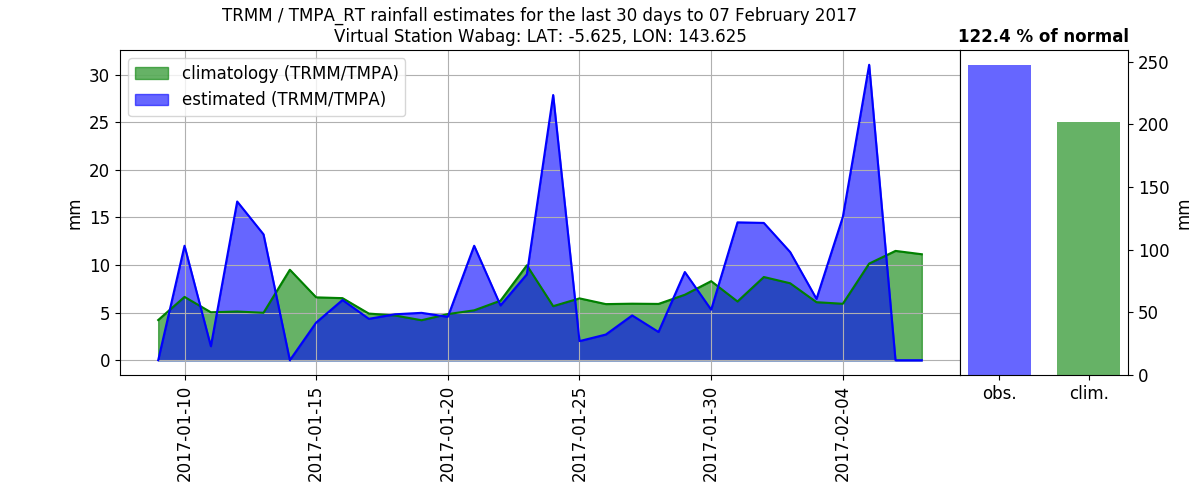 TRMM / TMPA_RT rainfall estimates for the last 30 days to 07 February 2017
Virtual Station Wabag: LAT: -5.625, LON: 143.625
122.4 % of normal
climatology (TRMM/TMPA)
estimated (TRMM/TMPA)
mm
30
25
20
15
10
5
0
2017-01-10
2017-01-15
2017-01-20
2017-01-25
2017-01-30
2017-02-04
250
200
150
100
50
0
mm
obs.
clim.